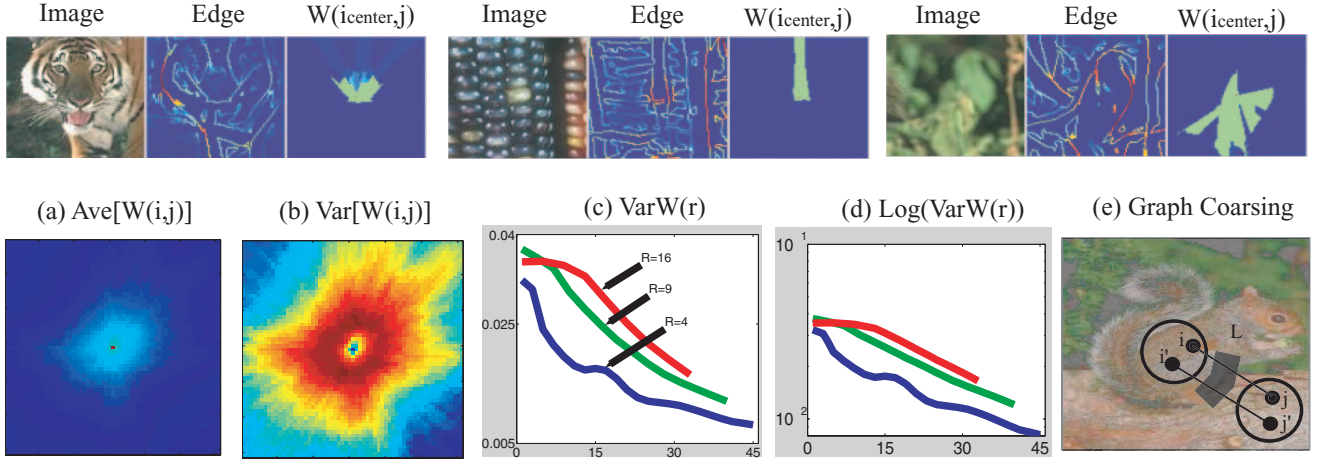 Image Edge W(icenter,j) Image Edge W(icenter,j) Image Edge W(icenter,j)
(a) Ave[W(i,j)] (b) Var[W(i,j)] (c) VarW(r) (d) Log(VarW(r)) (e) Graph Coarsing
0.04
0.025
0.005
0 15 30 45
R=16
R=9
R=4
10 1
10 2
0 15 30 45
L
i
i'
j
j'